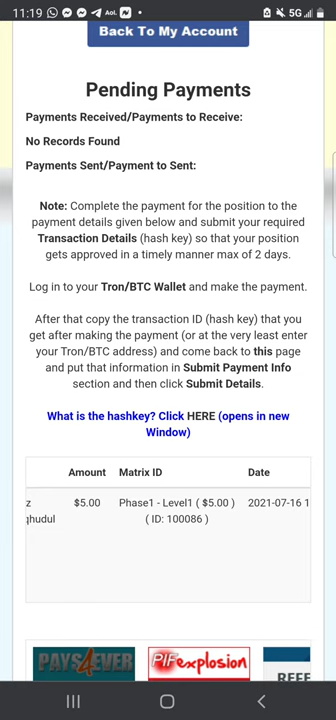 11:19
Aol.
5G
Back To My Account
Pending Payments
Payments Received/Payments to Receive:
No Records Found
Payments Sent/Payment to Sent:
Note: Complete the payment for the position to the
payment details given below and submit your required
Transaction Details (hash key) so that your position
gets approved in a timely manner max of 2 days.
Log in to your Tron/BTC Wallet and make the payment.
After that copy the transaction ID (hash key) that you
get after making the payment (or at the very least enter
your Tron/BTC address) and come back to this page
and put that information in Submit Payment Info
section and then click Submit Details.
What is the hashkey? Click HERE (opens in new
Window)
Amount Matrix ID Date
z $5.00 Phase1 - Level1 ( $5.00 ) 2021-07-16 1
ghudul ( ID: 100086 )
PAYS4EVER PIFexplosion REFE